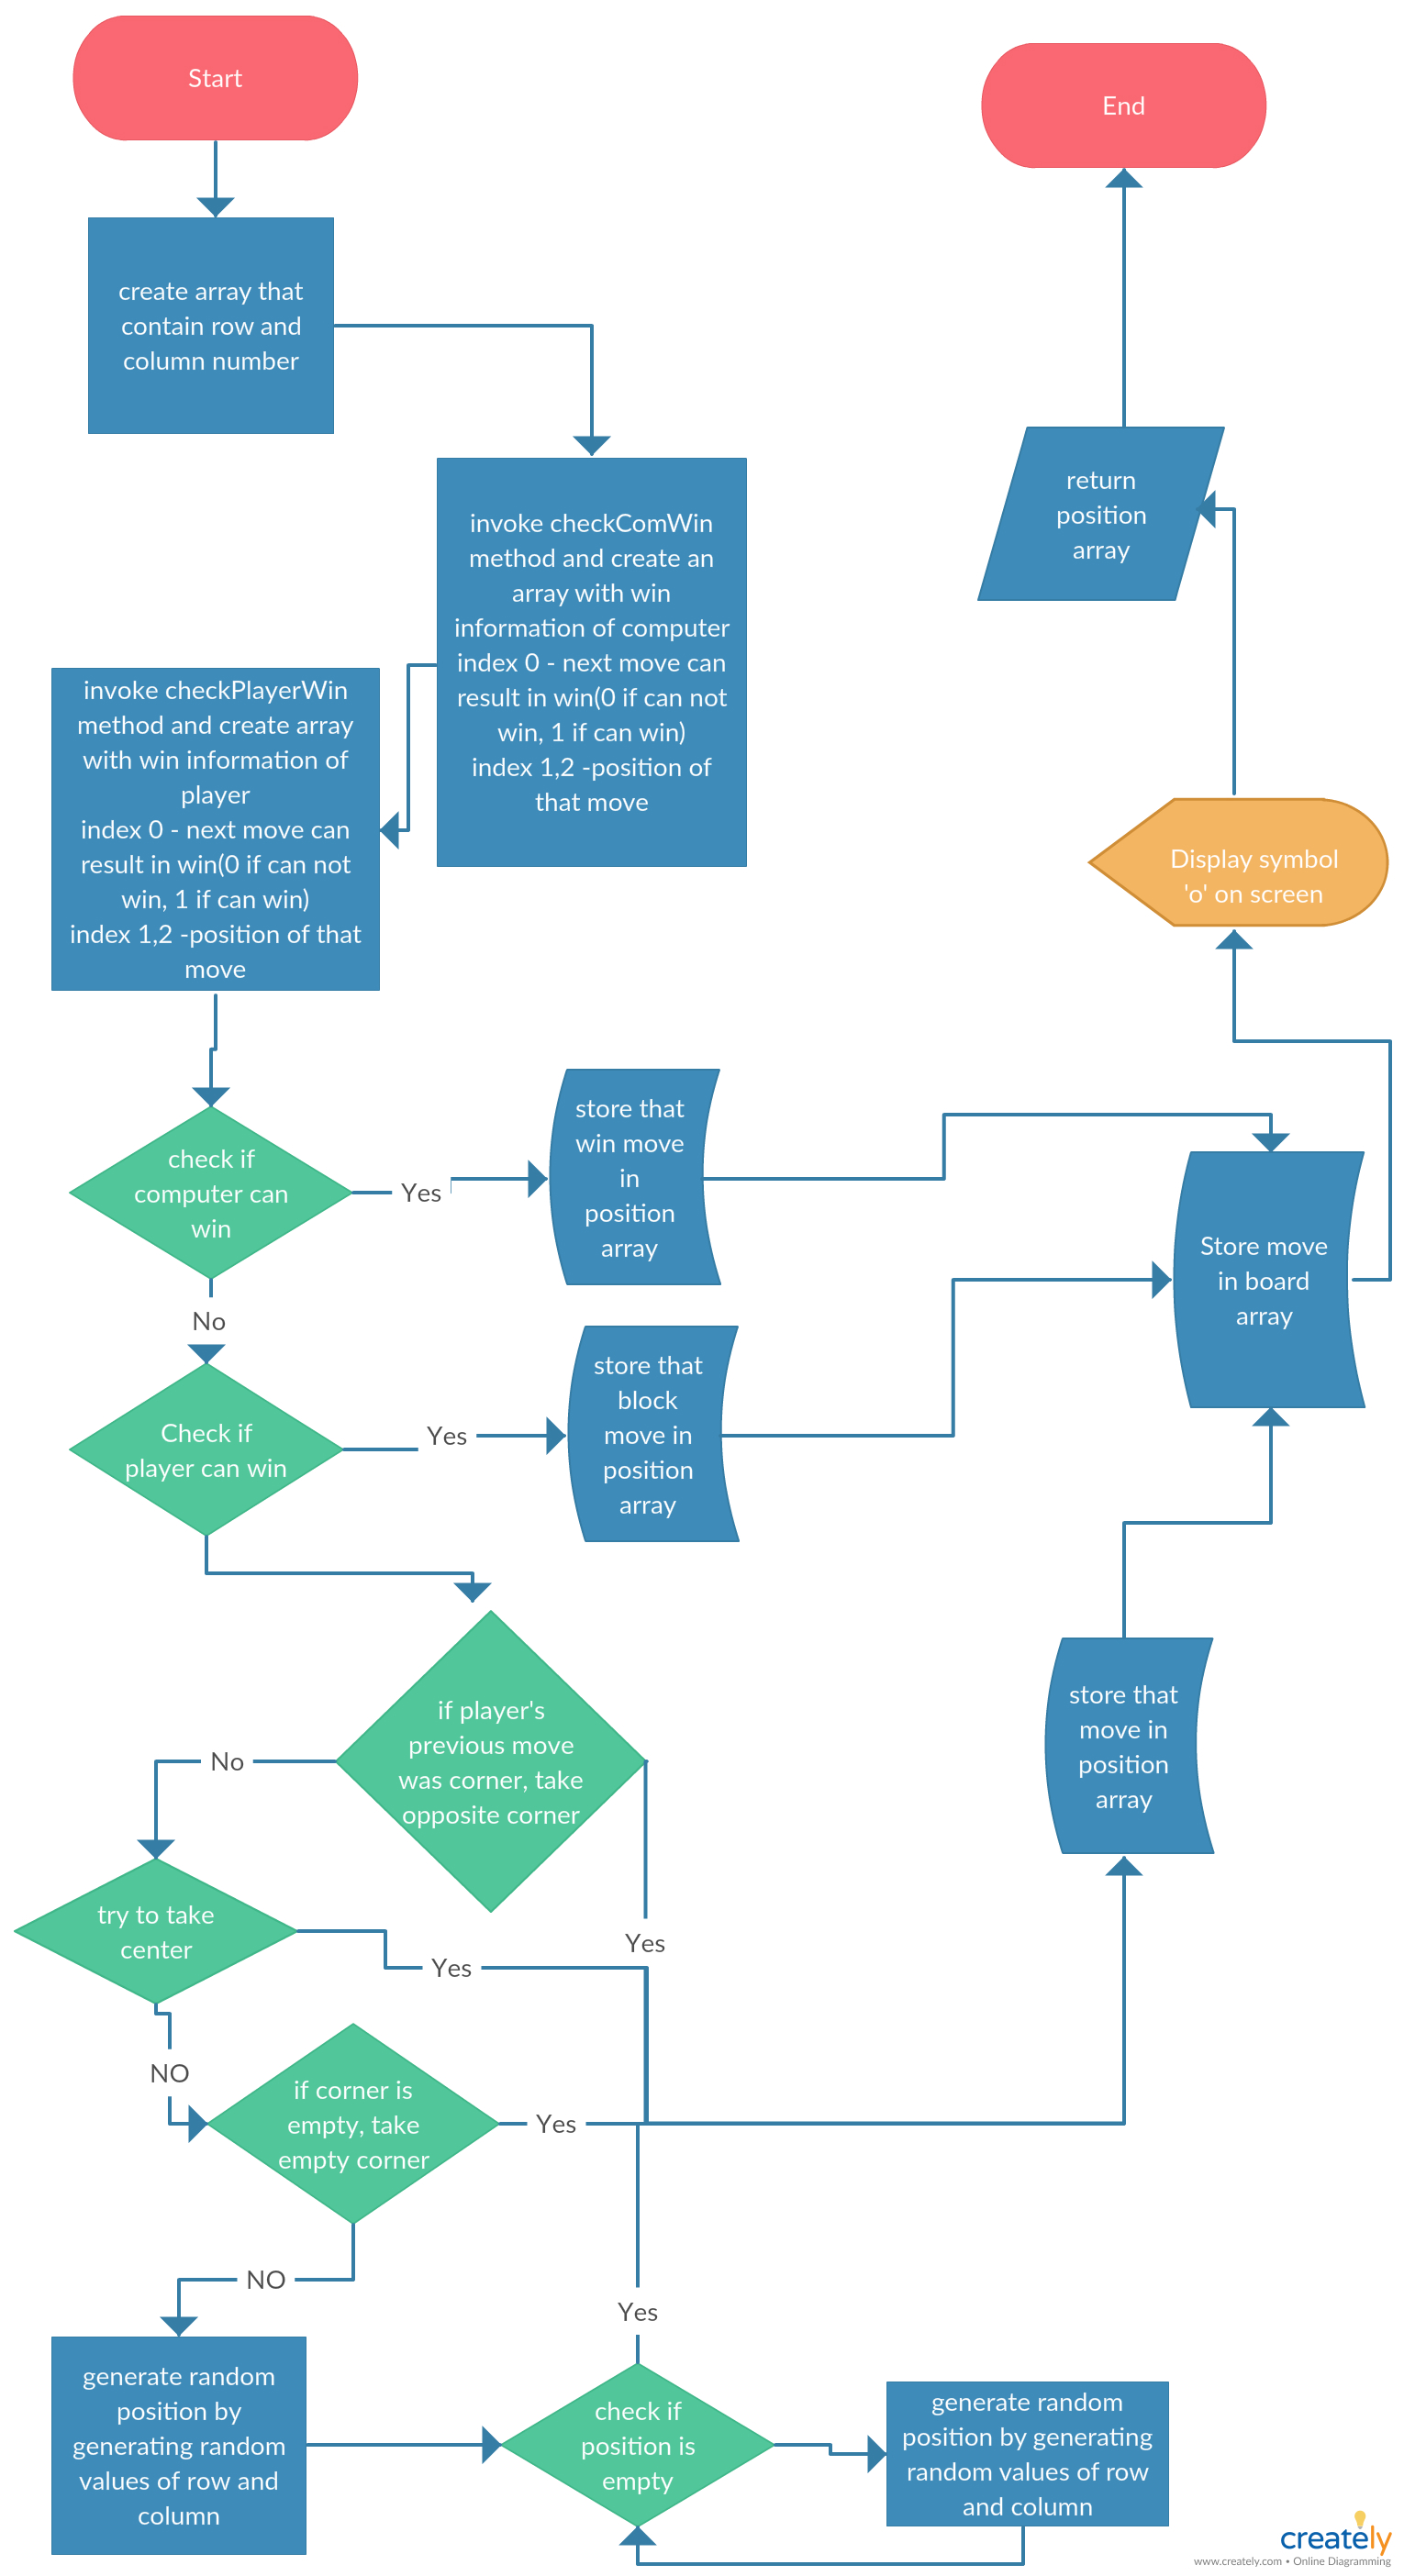 Start
End
create array that
contain row and
column number
invoke checkComWin
method and create an
array with win
information of computer
index 0 - next move can
result in win(0 if can not
win, 1 if can win)
index 1,2 -position of
that move
return
position
array
invoke checkPlayerWin
method and create array
with win information of
player
index 0 - next move can
result in win(0 if can not
win, 1 if can win)
index 1,2 -position of that
move
Display symbol
'o' on screen
check if
computer can
win
Yes
store that
win move
in
position
array
Store move
in board
array
No
Check if
player can win
Yes
store that
block
move in
position
array
if player's
previous move
was corner, take
opposite corner
No
Yes
store that
move in
position
array
try to take
center
Yes
NO
if corner is
empty, take
empty corner
Yes
NO
Yes
generate random
position by
generating random
values of row and
column
check if
position is
empty
generate random
position by generating
random values of row
and column
creately
www.creately.com • Online Diagramming